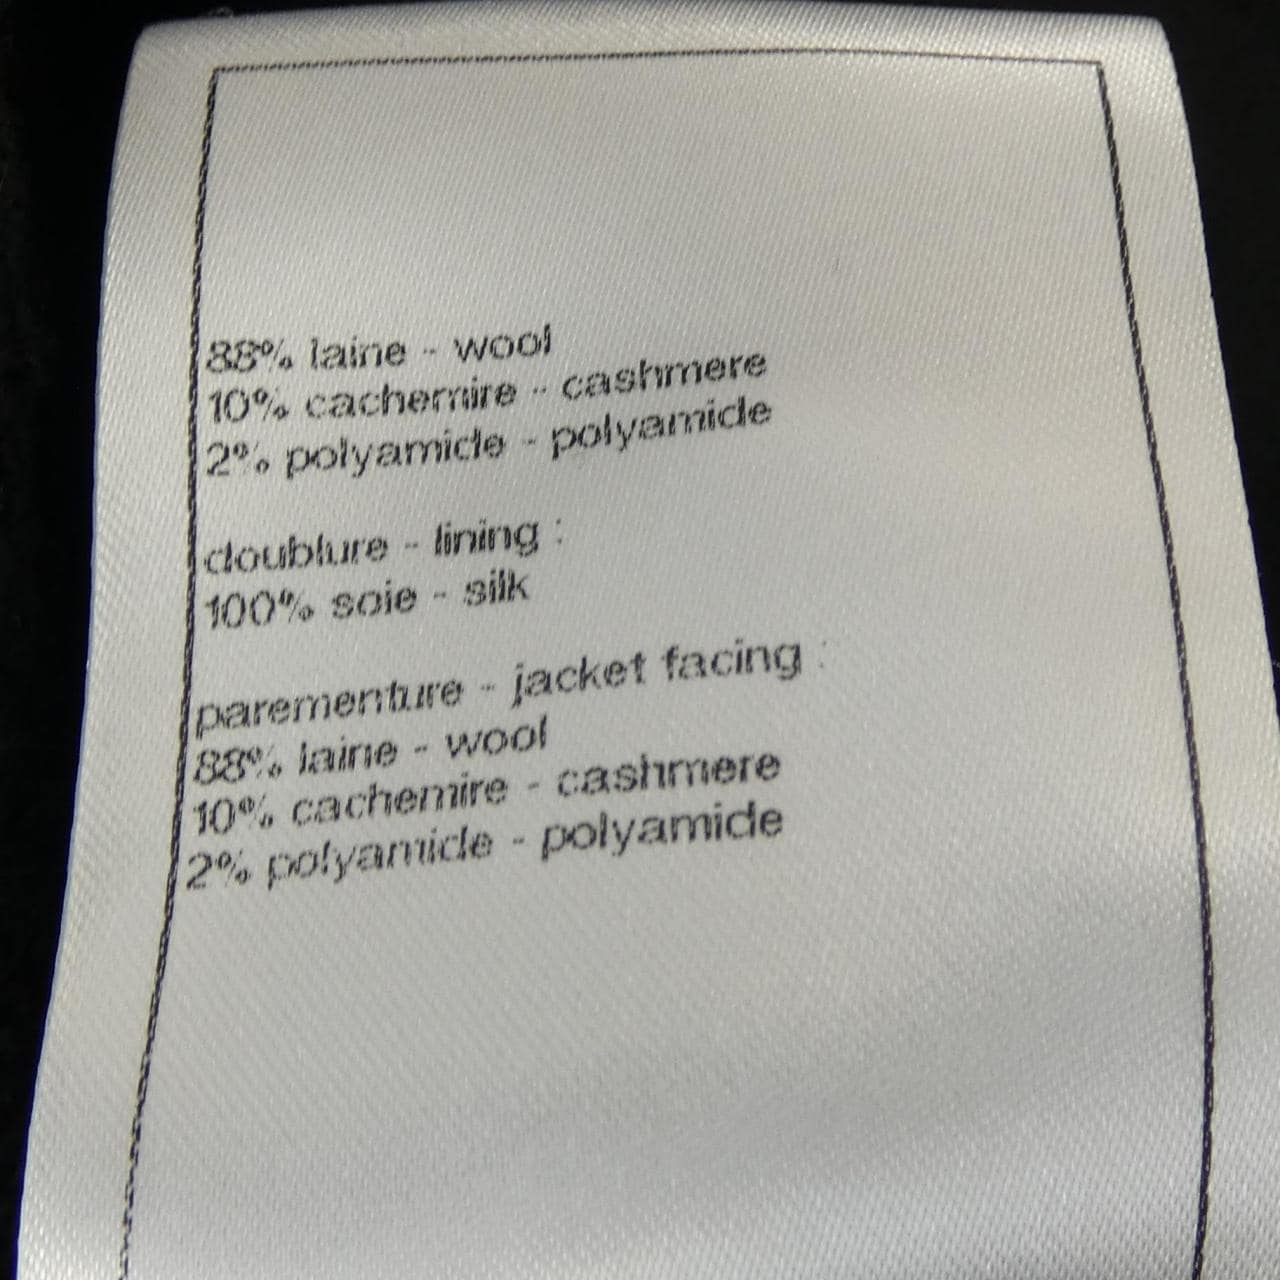 88% laine - wool
10% cachemire - cashmere
2% polyamide - polyamide
doublure - lining :
100% soie - silk
parementure - jacket facing :
88% laine - wool
10% cachemire - cashmere
2% polyamide - polyamide